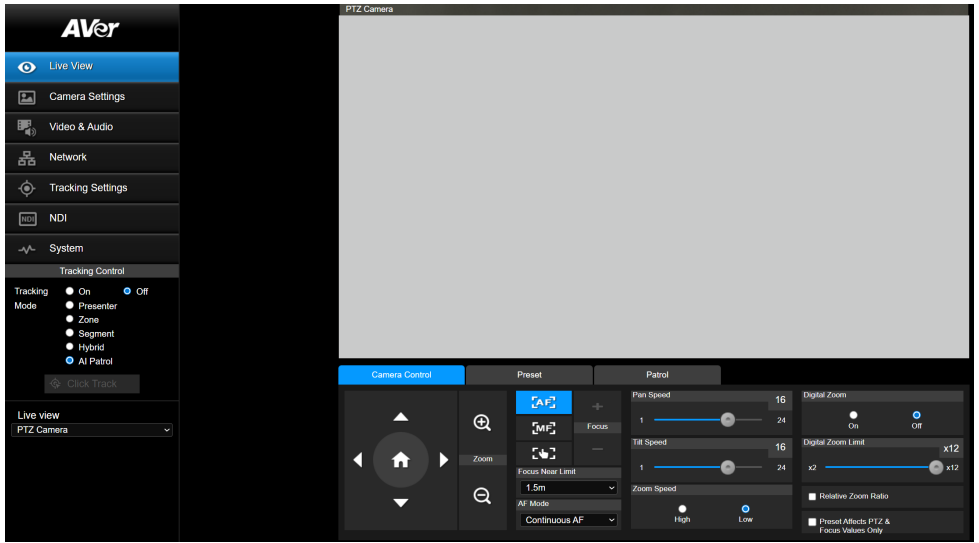 AVer
Live View
Camera Settings
Video & Audio
Network
Tracking Settings
NDI
NDI
System
Tracking Control
Tracking On Off
Mode Presenter
Zone
Segment
Hybrid
AI Patrol
Click Track
Live view
PTZ Camera
PTZ Camera
Camera Control Preset Patrol
Zoom
AF
MF
Focus
Focus Near Limit
1.5m
AF Mode
Continuous AF
Pan Speed
16
1 24
Tilt Speed
16
1 24
Zoom Speed
High Low
Digital Zoom
On Off
Digital Zoom Limit
x12
x2 x12
Relative Zoom Ratio
Preset Affects PTZ &
Focus Values Only